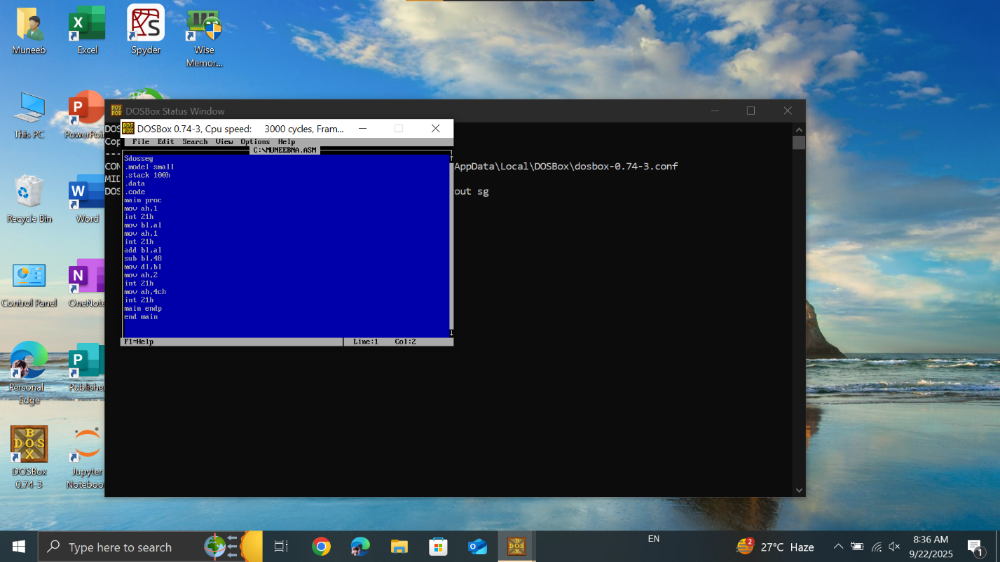 Muneeb
Excel
Spyder
Wise
Memor...
This PC
PowerPoi
Recycle Bin
Word
Control Panel
OneNote
Personal -
Edge
Publishe
DOSBox
0.74-3
Jupyter
Noteboo
DOSBox Status Window
DOS
Cop
---
CON
AppData\Local\DOSBox\dosbox-0.74-3.conf
MID
DOS
out sg
DOSBox 0.74-3, Cpu speed: 3000 cycles, Fram...
File Edit Search View Options Help
C:\MUNEEBNA.ASM
.model small
.stack 100h
.data
.code
main proc
mov ah,1
int 21h
mov bl,al
mov ah,1
int 21h
add bl,al
sub bl,48
mov dl,bl
mov ah,2
int 21h
mov ah,4ch
int 21h
main endp
end main
F1=Help
Line:1 Col:2
Type here to search
EN
2
27°C Haze
8:36 AM
9/22/2025
1